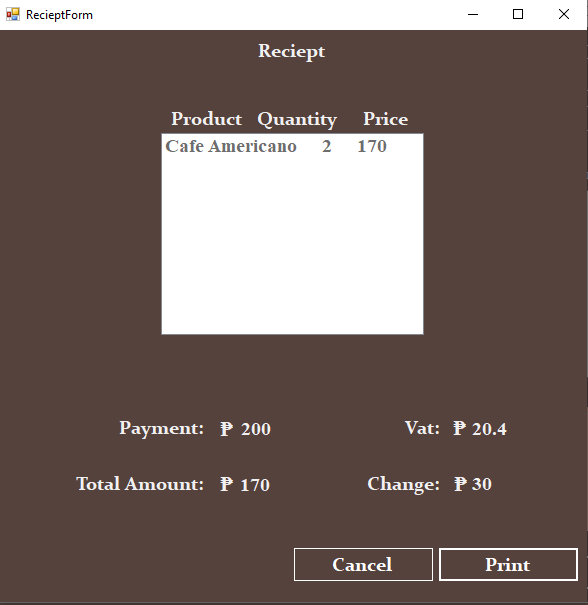 RecieptForm
Reciept
Product Quantity Price
Cafe Americano 2 170
Payment: ₱ 200 Vat: ₱ 20.4
Total Amount: ₱ 170 Change: ₱ 30
Cancel Print